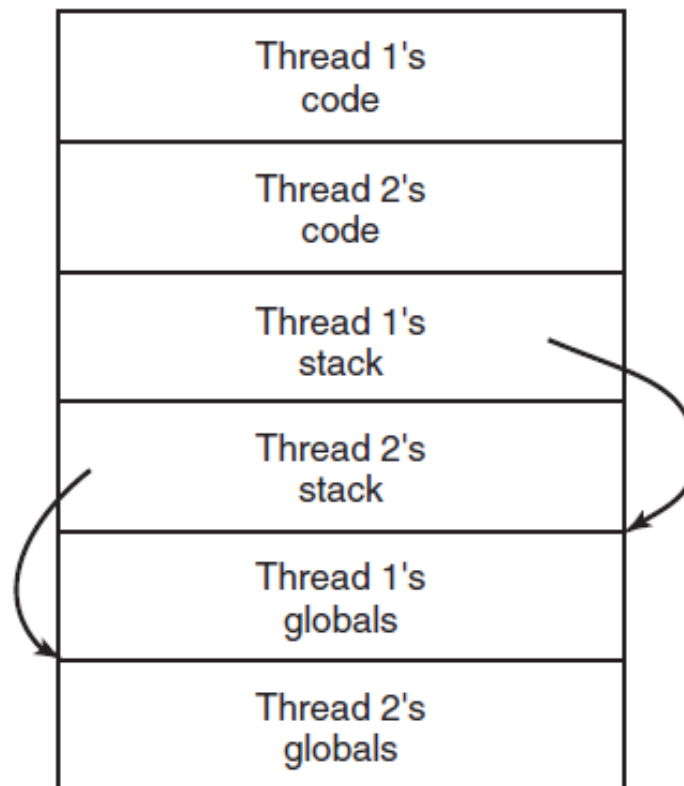 Thread 1's
code
Thread 2's
code
Thread 1's
stack
Thread 2's
stack
Thread 1's
globals
Thread 2's
globals